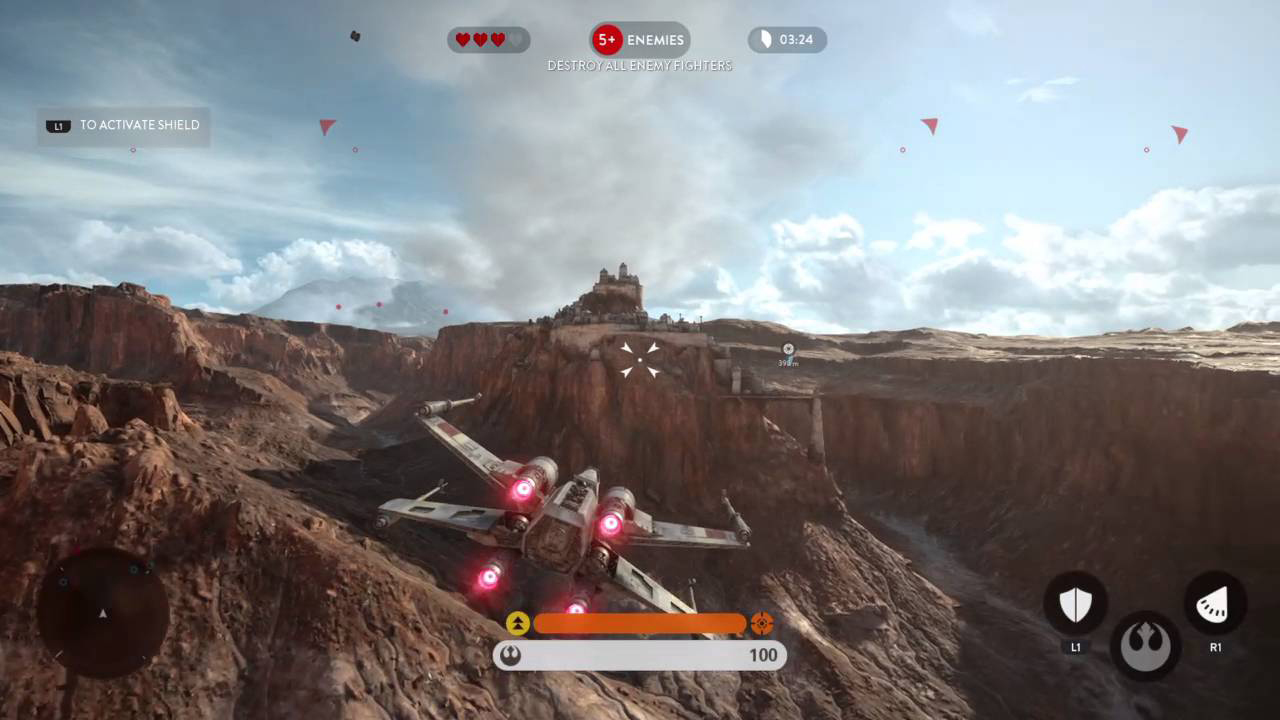 5+ ENEMIES
03:24
DESTROY ALL ENEMY FIGHTERS
L1 TO ACTIVATE SHIELD
100
L1
R1